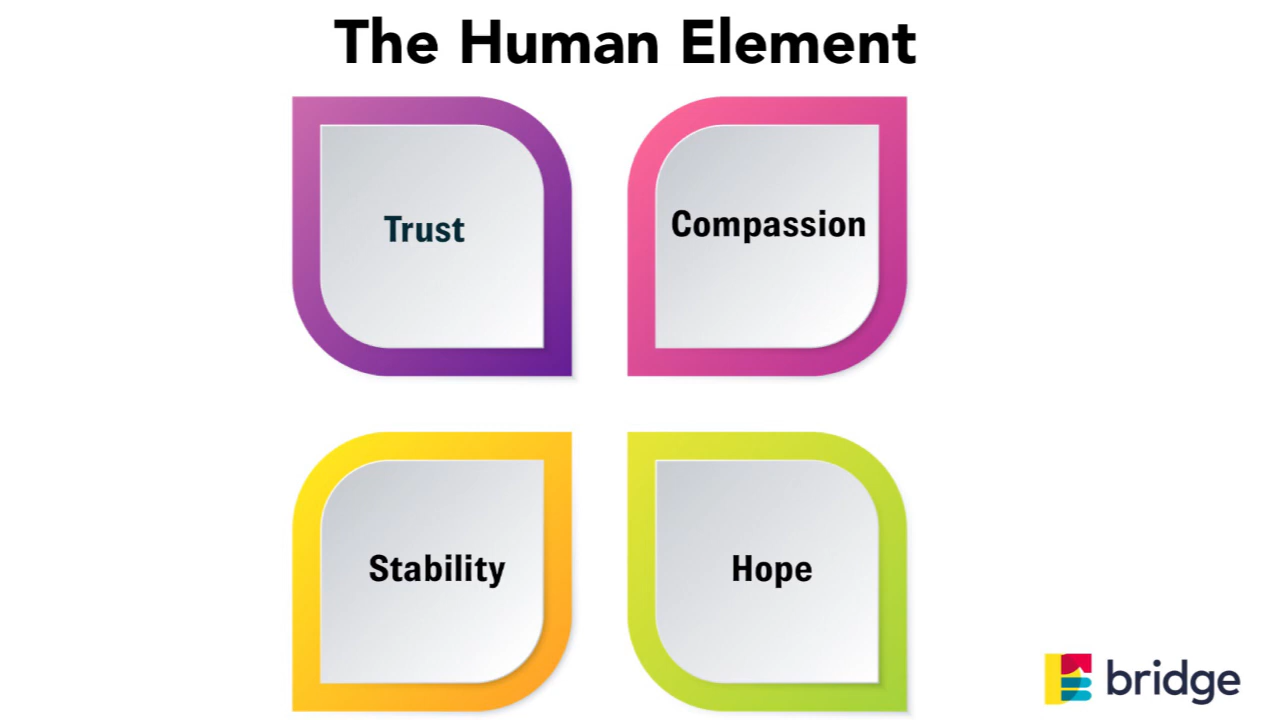 The Human Element
Trust
Compassion
Stability
Hope
bridge